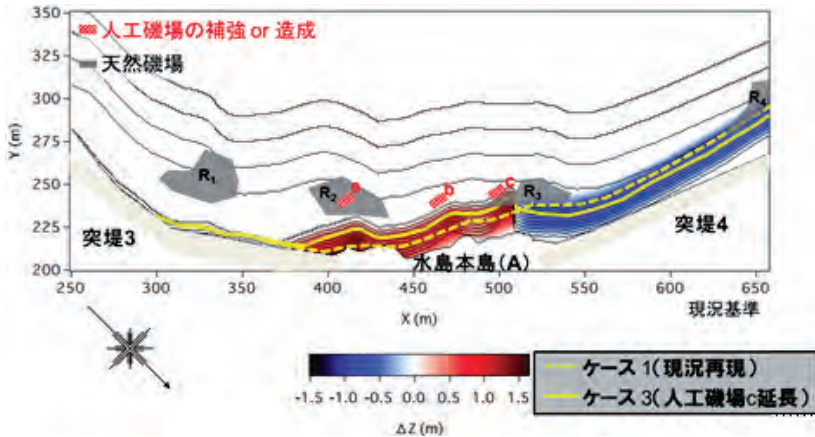 人工磯場の補強 or 造成
天然磯場
350
325
300
275
250
225
200
Y (m)
R1
R2
a
b
c
R3
R4
突堤3
水島本島(A)
突堤4
250
300
350
400
450
500
550
600
650
X (m)
現況基準
-1.5 -1.0 -0.5 0.0 0.5 1.0 1.5
ΔZ (m)
ケース 1(現況再現)
ケース 3(人工磯場c延長)